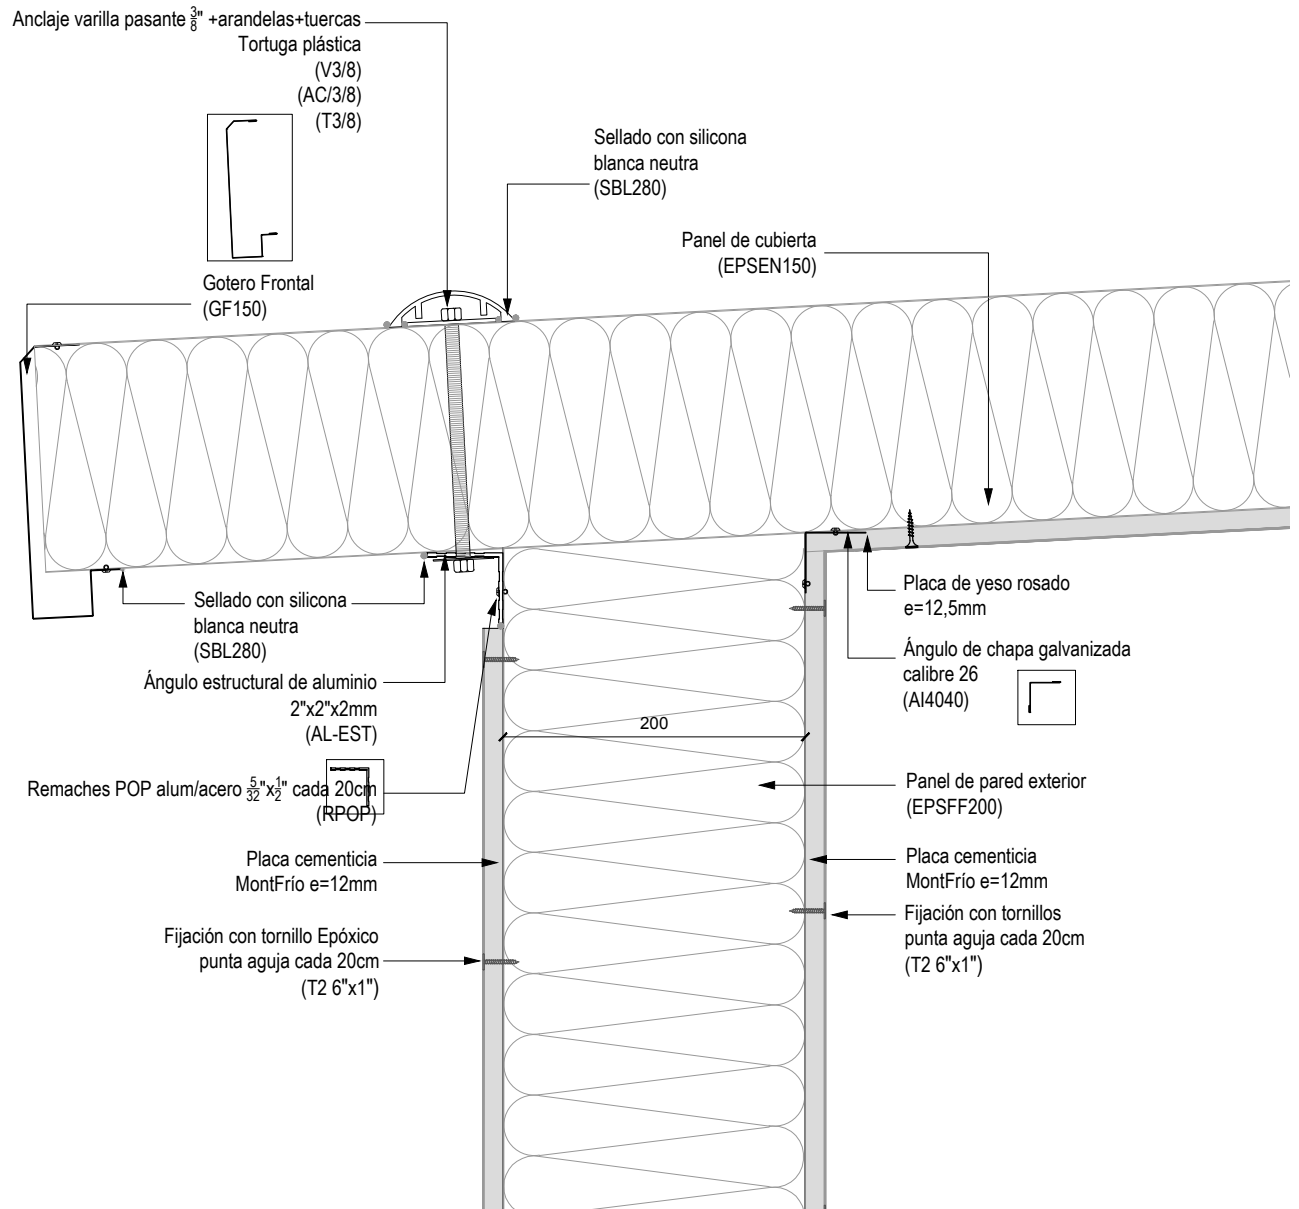 Anclaje varilla pasante 3/8" +arandelas+tuercas
Tortuga plástica
(V3/8)
(AC/3/8)
(T3/8)
Sellado con silicona
blanca neutra
(SBL280)
Panel de cubierta
(EPSEN150)
Gotero Frontal
(GF150)
Sellado con silicona
blanca neutra
(SBL280)
Ángulo estructural de aluminio
2"x2"x2mm
(AL-EST)
Remaches POP alum/acero 5/32"x1/2" cada 20cm
(RPOP)
Placa cementicia
MontFrío e=12mm
Fijación con tornillo Epóxico
punta aguja cada 20cm
(T2 6"x1")
200
Placa de yeso rosado
e=12,5mm
Ángulo de chapa galvanizada
calibre 26
(AI4040)
Panel de pared exterior
(EPSFF200)
Placa cementicia
MontFrío e=12mm
Fijación con tornillos
punta aguja cada 20cm
(T2 6"x1")